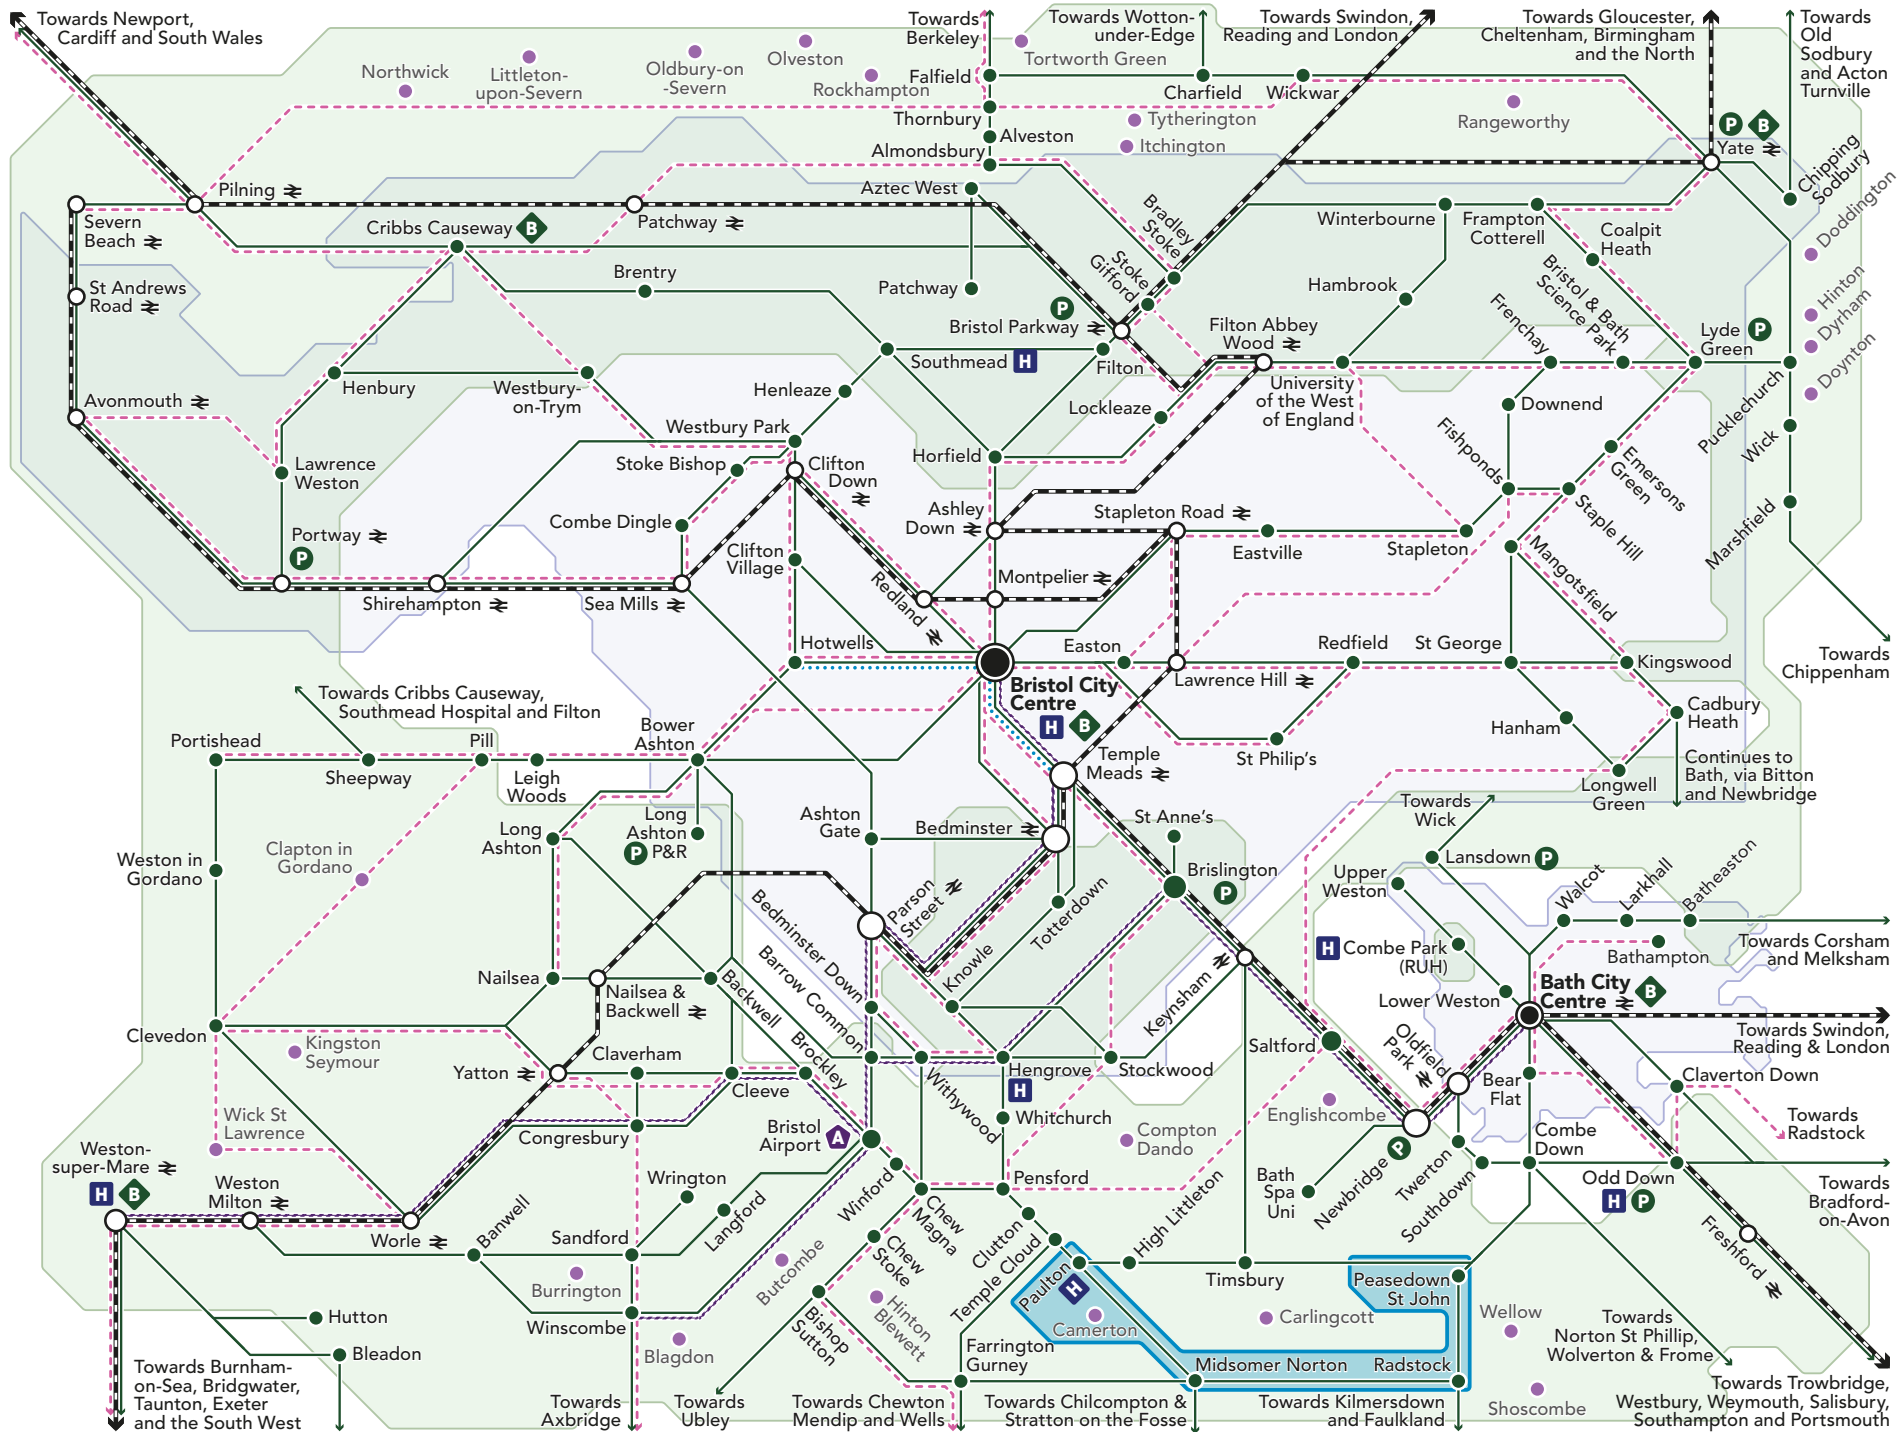 Towards Newport,
Cardiff and South Wales
Towards
Berkeley
Towards Wotton-
under-Edge
Towards Swindon,
Reading and London
Towards Gloucester,
Cheltenham, Birmingham
and the North
Towards
Old
Sodbury
and Acton
Turnville
Northwick
Littleton-
upon-Severn
Oldbury-on
-Severn
Olveston
Rockhampton
Falfield
Tortworth Green
Charfield
Wickwar
Rangeworthy
P
B
Yate
Chipping
Sodbury
Thornbury
Tytherington
Alveston
Itchington
Almondsbury
Pilning
Severn
Beach
Cribbs Causeway
B
Patchway
Aztec West
Bradley
Stoke
Winterbourne
Frampton
Cotterell
Coalpit
Heath
Doddington
St Andrews
Road
Brentry
Patchway
Stoke
Gifford
Hambrook
Bristol & Bath
Science Park
Hinton
P
Bristol Parkway
Filton Abbey
Wood
Frenchay
Lyde
Green
P
Dyrham
Southmead
H
Filton
Doynton
Henbury
Westbury-
on-Trym
Henleaze
University
of the West
of England
Downend
Pucklechurch
Avonmouth
Lockleaze
Westbury Park
Fishponds
Wick
Lawrence
Weston
Stoke Bishop
Clifton
Down
Horfield
Emersons
Green
Combe Dingle
Ashley
Down
Stapleton Road
Staple Hill
Marshfield
Portway
P
Clifton
Village
Eastville
Stapleton
Mangotsfield
Shirehampton
Sea Mills
Redland
Montpelier
Hotwells
Easton
Redfield
St George
Kingswood
Towards
Chippenham
Lawrence Hill
Towards Cribbs Causeway,
Southmead Hospital and Filton
Bristol City
Centre
H
B
Hanham
Cadbury
Heath
Portishead
Sheepway
Pill
Leigh
Woods
Bower
Ashton
Temple
Meads
St Philip's
Longwell
Green
Continues to
Bath, via Bitton
and Newbridge
Long
Ashton
Long
Ashton
P
P&R
Ashton
Gate
Bedminster
St Anne's
Towards
Wick
Weston in
Gordano
Clapton in
Gordano
Lansdown
P
Upper
Weston
Brislington
P
Walcot
Larkhall
Batheaston
Bedminster Down
Parson
Street
Totterdown
Towards Corsham
and Melksham
H
Combe Park
(RUH)
Bathampton
Nailsea
Nailsea &
Backwell
Backwell
Barrow Common
Knowle
Keynsham
Lower Weston
Bath City
Centre
B
Towards Swindon,
Reading & London
Clevedon
Kingston
Seymour
Claverham
Brockley
Saltford
Oldfield
Park
Yatton
Cleeve
Withywood
Hengrove
H
Stockwood
Bear
Flat
Claverton Down
Wick St
Lawrence
Congresbury
Bristol
Airport
A
Whitchurch
Compton
Dando
Englishcombe
Towards
Radstock
Weston-
super-Mare
H
B
Weston
Milton
Wrington
Langford
Winford
Pensford
Bath
Spa
Uni
Newbridge
P
Twerton
Combe
Down
Odd Down
H
P
Towards
Bradford-
on-Avon
Worle
Banwell
Sandford
Chew
Magna
Clutton
High Littleton
Southdown
Freshford
Chew
Stoke
Temple Cloud
Burrington
Butcombe
Paulton
H
Timsbury
Peasedown
St John
Hutton
Winscombe
Hinton
Blewett
Camerton
Carlingcott
Wellow
Bleadon
Blagdon
Bishop
Sutton
Farrington
Gurney
Midsomer Norton
Radstock
Towards
Norton St Phillip,
Wolverton & Frome
Towards Burnham-
on-Sea, Bridgwater,
Taunton, Exeter
and the South West
Towards
Axbridge
Towards
Ubley
Towards Chewton
Mendip and Wells
Towards Chilcompton &
Stratton on the Fosse
Towards Kilmersdown
and Faulkland
Shoscombe
Towards Trowbridge,
Westbury, Weymouth, Salisbury,
Southampton and Portsmouth